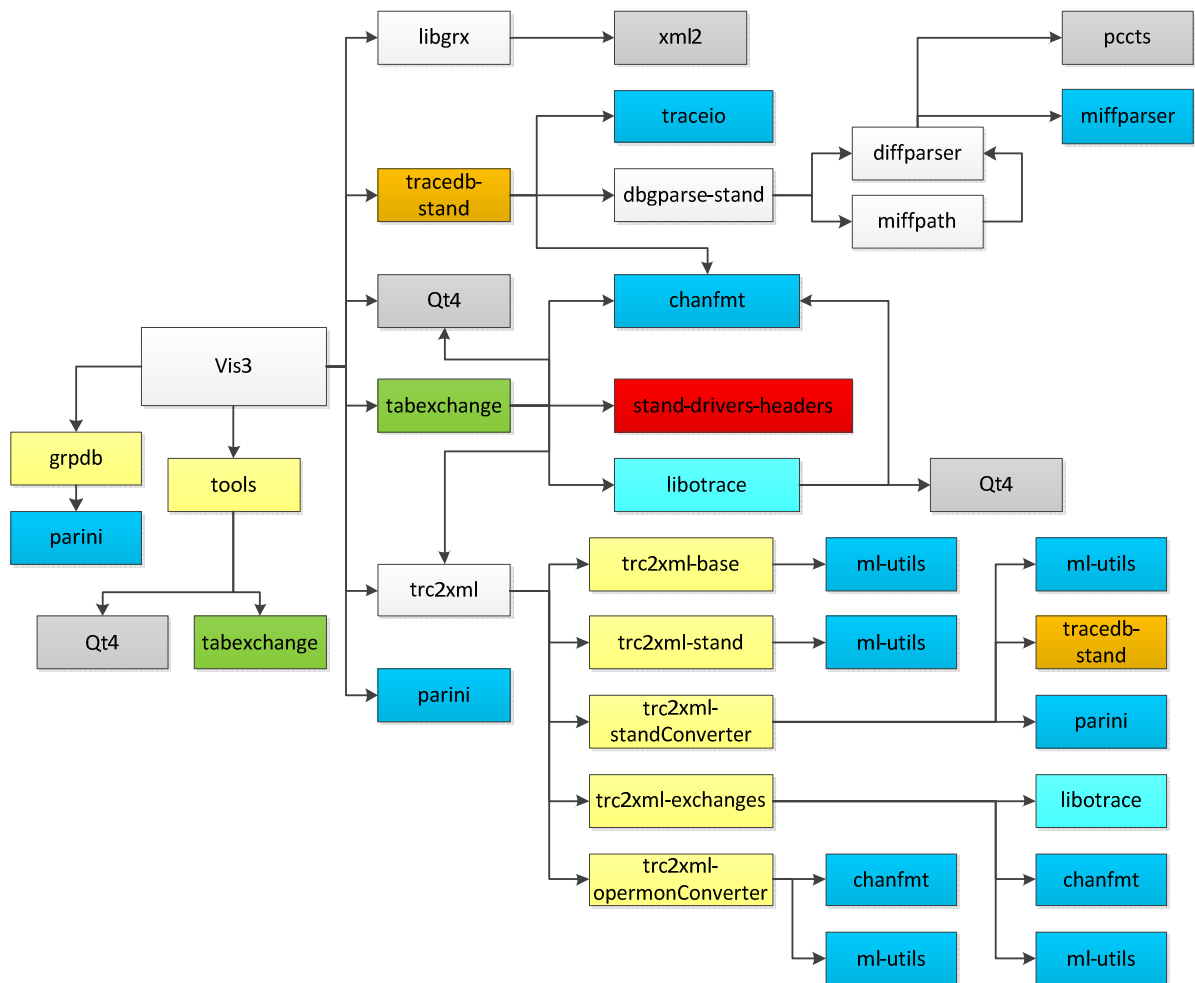 libgrx
xml2
pccts
traceio
miffparser
diffparser
tracedb-
stand
dbgparse-stand
miffpath
Qt4
chanfmt
Vis3
tabexchange
stand-drivers-headers
grpdb
tools
libotrace
Qt4
parini
trc2xml
trc2xml-base
ml-utils
ml-utils
Qt4
tabexchange
trc2xml-stand
ml-utils
tracedb-
stand
parini
trc2xml-
standConverter
parini
trc2xml-exchanges
libotrace
trc2xml-
opermonConverter
chanfmt
chanfmt
ml-utils
ml-utils